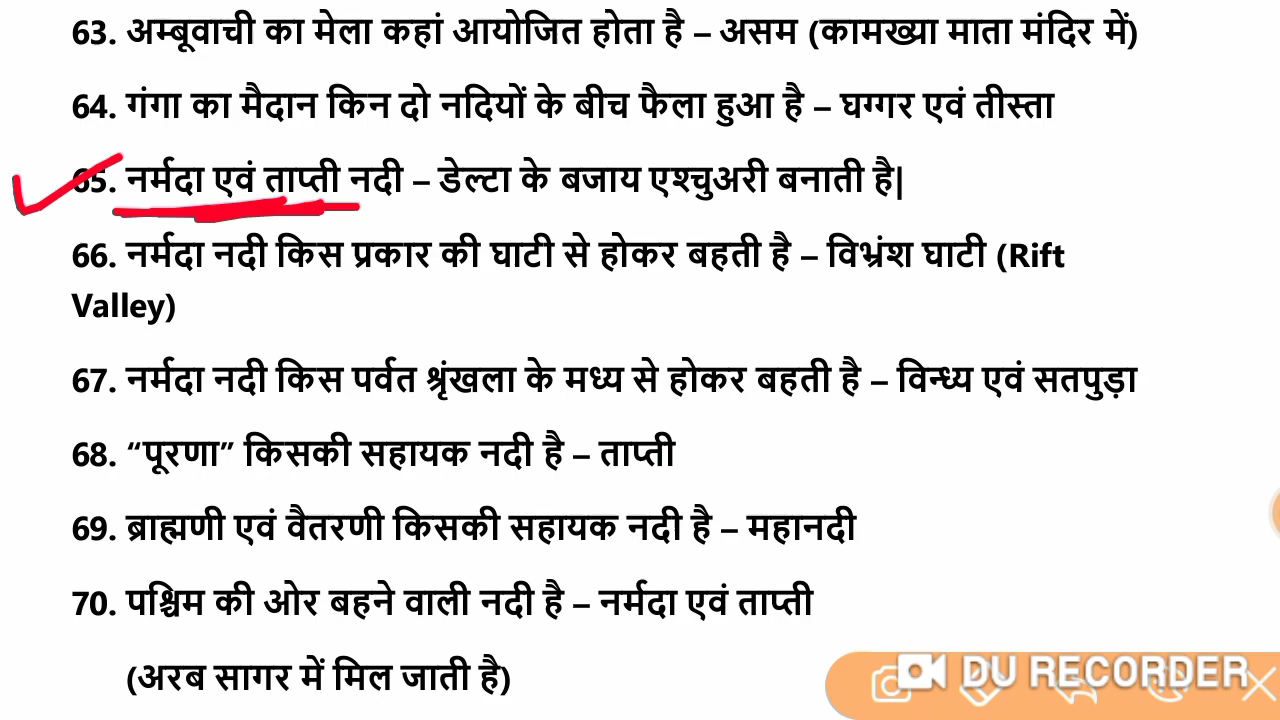 63. अम्बूवाची का मेला कहां आयोजित होता है – असम (कामख्या माता मंदिर में)
64. गंगा का मैदान किन दो नदियों के बीच फैला हुआ है – घग्गर एवं तीस्ता
65. नर्मदा एवं ताप्ती नदी – डेल्टा के बजाय एश्चुअरी बनाती है|
66. नर्मदा नदी किस प्रकार की घाटी से होकर बहती है – विभ्रंश घाटी (Rift
Valley)
67. नर्मदा नदी किस पर्वत श्रृंखला के मध्य से होकर बहती है – विन्ध्य एवं सतपुड़ा
68. “पूरणा” किसकी सहायक नदी है – ताप्ती
69. ब्राह्मणी एवं वैतरणी किसकी सहायक नदी है – महानदी
70. पश्चिम की ओर बहने वाली नदी है – नर्मदा एवं ताप्ती
(अरब सागर में मिल जाती है)
DU RECORDER